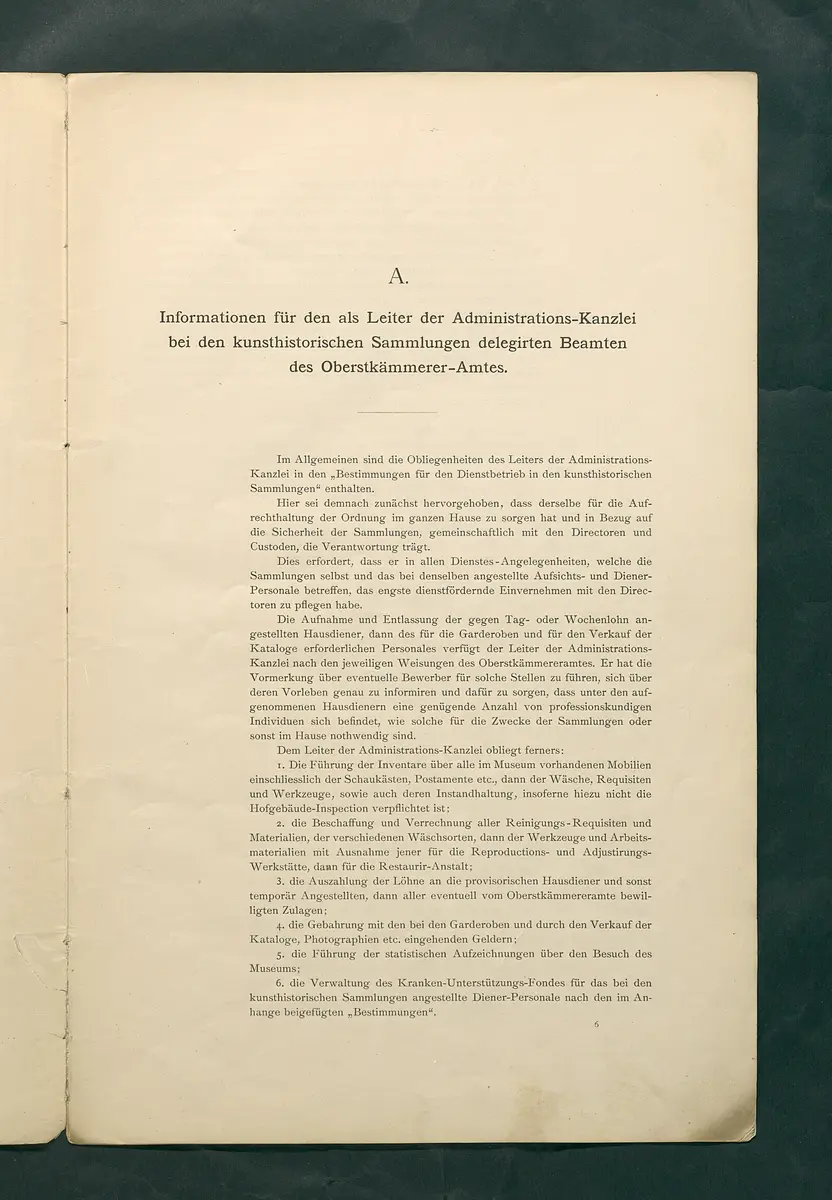 A.
Informationen für den als Leiter der Administrations-Kanzlei
bei den kunsthistorischen Sammlungen delegirten Beamten
des Oberstkämmerer-Amtes.
Im Allgemeinen sind die Obliegenheiten des Leiters der Administrations-
Kanzlei in den „Bestimmungen für den Dienstbetrieb in den kunsthistorischen
Sammlungen“ enthalten.
Hier sei demnach zunächst hervorgehoben, dass derselbe für die Auf-
rechthaltung der Ordnung im ganzen Hause zu sorgen hat und in Bezug auf
die Sicherheit der Sammlungen, gemeinschaftlich mit den Directoren und
Custoden, die Verantwortung trägt.
Dies erfordert, dass er in allen Dienstes-Angelegenheiten, welche die
Sammlungen selbst und das bei denselben angestellte Aufsichts- und Diener-
Personale betreffen, das engste dienstfördernde Einvernehmen mit den Direc-
toren zu pflegen habe.
Die Aufnahme und Entlassung der gegen Tag- oder Wochenlohn an-
gestellten Hausdiener, dann des für die Garderoben und für den Verkauf der
Kataloge erforderlichen Personales verfügt der Leiter der Administrations-
Kanzlei nach den jeweiligen Weisungen des Oberstkämmereramtes. Er hat die
Vormerkung über eventuelle Bewerber für solche Stellen zu führen, sich über
deren Vorleben genau zu informiren und dafür zu sorgen, dass unter den auf-
genommenen Hausdienern eine genügende Anzahl von professionskundigen
Individuen sich befindet, wie solche für die Zwecke der Sammlungen oder
sonst im Hause nothwendig sind.
Dem Leiter der Administrations-Kanzlei obliegt ferners:
1. Die Führung der Inventare über alle im Museum vorhandenen Mobilien
einschliesslich der Schaukästen, Postamente etc., dann der Wäsche, Requisiten
und Werkzeuge, sowie auch deren Instandhaltung, insoferne hiezu nicht die
Hofgebäude-Inspection verpflichtet ist;
2. die Beschaffung und Verrechnung aller Reinigungs-Requisiten und
Materialien, der verschiedenen Wäschsorten, dann der Werkzeuge und Arbeits-
materialien mit Ausnahme jener für die Reproductions- und Adjustirungs-
Werkstätte, dann für die Restaurir-Anstalt;
3. die Auszahlung der Löhne an die provisorischen Hausdiener und sonst
temporär Angestellten, dann aller eventuell vom Oberstkämmereramte bewil-
ligten Zulagen;
4. die Gebahrung mit den bei den Garderoben und durch den Verkauf der
Kataloge, Photographien etc. eingehenden Geldern;
5. die Führung der statistischen Aufzeichnungen über den Besuch des
Museums;
6. die Verwaltung des Kranken-Unterstützungs-Fondes für das bei den
kunsthistorischen Sammlungen angestellte Diener-Personale nach den im An-
hange beigefügten „Bestimmungen“.
6